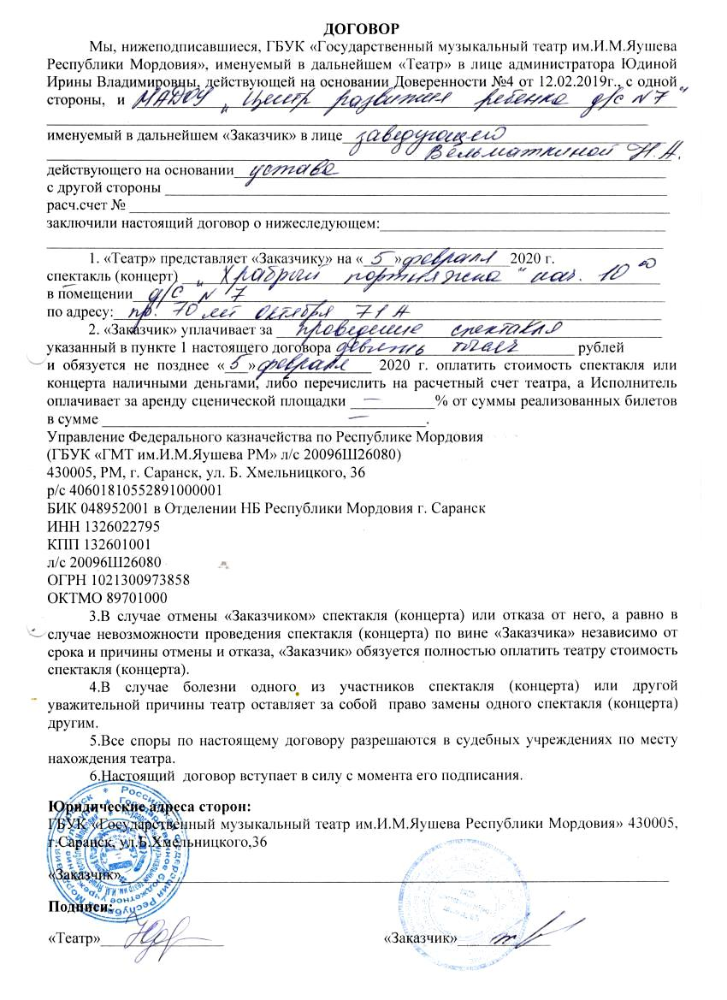 ДОГОВОР
Мы, нижеподписавшиеся, ГБУК «Государственный музыкальный театр им.И.М.Яушева
Республики Мордовия», именуемый в дальнейшем «Театр» в лице администратора Юдиной
Ирины Владимировны, действующей на основании Доверенности №4 от 12.02.2019г., с одной
стороны, и МАДОУ „Центр развития ребенка д/с N 7"
именуемый в дальнейшем «Заказчик» в лице заведующего
Вельматкиной Н.А.
действующего на основании устава
с другой стороны
расч.счет №
заключили настоящий договор о нижеследующем:
1. «Театр» представляет «Заказчику» на «5» февраля 2020 г.
спектакль (концерт) „Храбрый портняжка" нач. 10 00
в помещении д/с N 7
по адресу: пр. 70 лет Октября 71 А
2. «Заказчик» уплачивает за проведение спектакля
указанный в пункте 1 настоящего договора девять тысяч рублей
и обязуется не позднее «5» февраля 2020 г. оплатить стоимость спектакля или
концерта наличными деньгами, либо перечислить на расчетный счет театра, а Исполнитель
оплачивает за аренду сценической площадки — % от суммы реализованных билетов
в сумме — .
Управление Федерального казначейства по Республике Мордовия
(ГБУК «ГМТ им.И.М.Яушева РМ» л/с 20096Ш26080)
430005, РМ, г. Саранск, ул. Б. Хмельницкого, 36
р/с 40601810552891000001
БИК 048952001 в Отделении НБ Республики Мордовия г. Саранск
ИНН 1326022795
КПП 132601001
л/с 20096Ш26080
ОГРН 1021300973858
ОКТМО 89701000
3.В случае отмены «Заказчиком» спектакля (концерта) или отказа от него, а равно в
случае невозможности проведения спектакля (концерта) по вине «Заказчика» независимо от
срока и причины отмены и отказа, «Заказчик» обязуется полностью оплатить театру стоимость
спектакля (концерта).
4.В случае болезни одного из участников спектакля (концерта) или другой
уважительной причины театр оставляет за собой право замены одного спектакля (концерта)
другим.
5.Все споры по настоящему договору разрешаются в судебных учреждениях по месту
нахождения театра.
6.Настоящий договор вступает в силу с момента его подписания.
Юридические адреса сторон:
ГБУК «Государственный музыкальный театр им.И.М.Яушева Республики Мордовия» 430005,
г.Саранск, ул.Б.Хмельницкого,36
«Заказчик»
Подписи:
«Театр» «Заказчик»